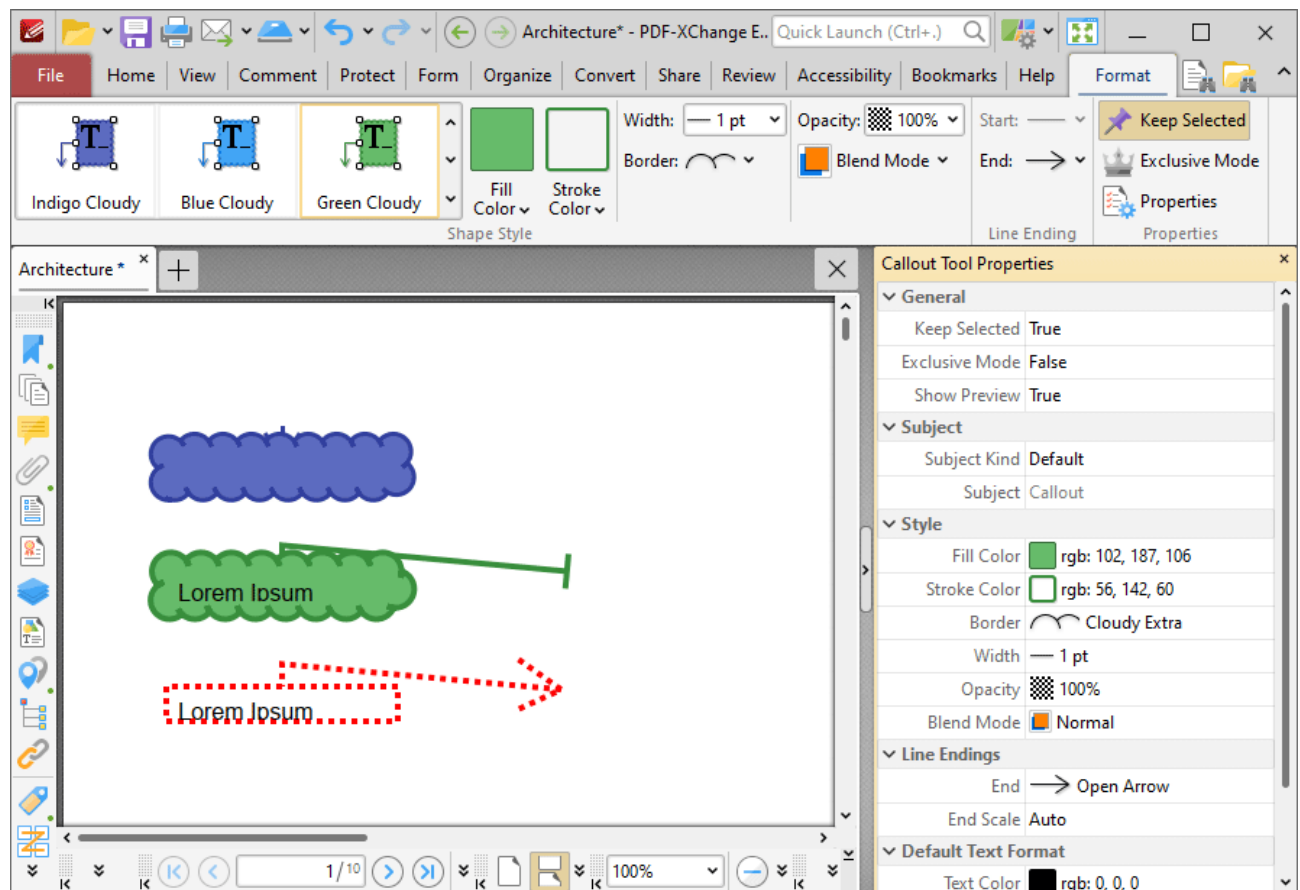 Architecture* - PDF-XChange E.. Quick Launch (Ctrl+.)
File Home View Comment Protect Form Organize Convert Share Review Accessibility Bookmarks Help Format
T T T
Indigo Cloudy Blue Cloudy Green Cloudy
Fill Color Stroke Color
Width: 1 pt
Border:
Shape Style
Opacity: 100%
Blend Mode
Start:
End:
Line Ending
Keep Selected
Exclusive Mode
Properties
Properties
Architecture *
Lorem Ipsum
Lorem Ipsum
1/10 100%
Callout Tool Properties
General
Keep Selected True
Exclusive Mode False
Show Preview True
Subject
Subject Kind Default
Subject Callout
Style
Fill Color rgb: 102, 187, 106
Stroke Color rgb: 56, 142, 60
Border Cloudy Extra
Width 1 pt
Opacity 100%
Blend Mode Normal
Line Endings
End Open Arrow
End Scale Auto
Default Text Format
Text Color rgb: 0, 0, 0